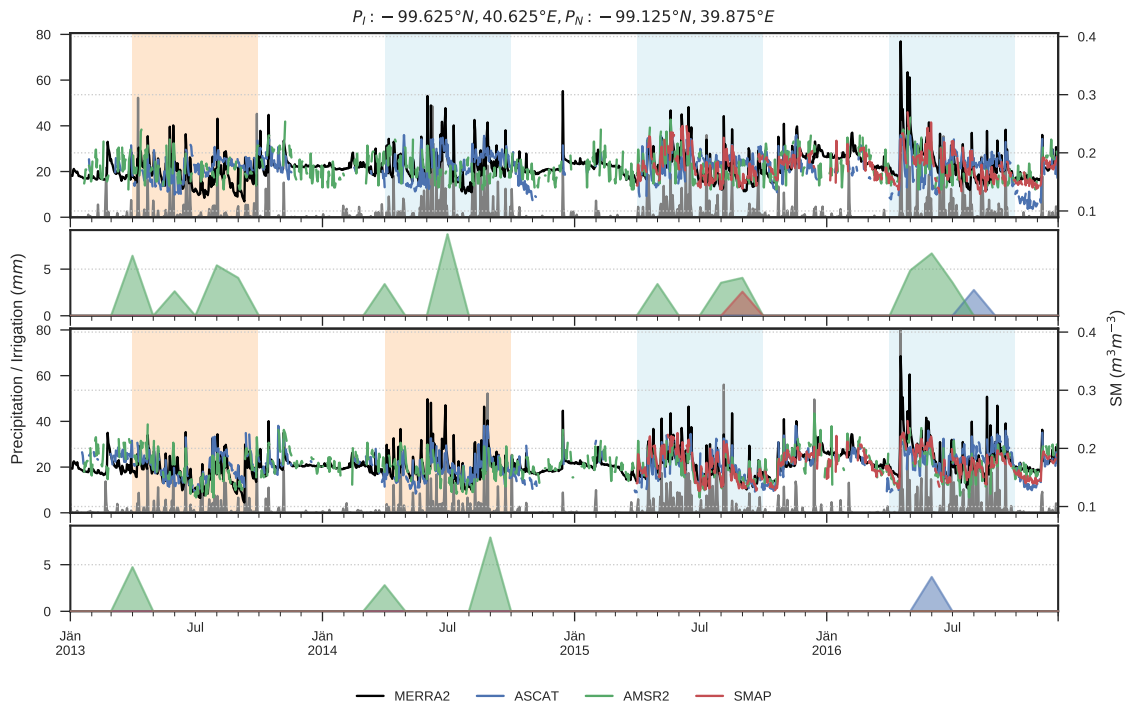 P_I : −99.625°N, 40.625°E, P_N : −99.125°N, 39.875°E
80
60
40
20
0
0.4
0.3
0.2
0.1
5
0
80
60
40
20
0
0.4
0.3
0.2
0.1
5
0
Precipitation / Irrigation (mm)
SM (m³m⁻³)
Jän
2013
Jul
Jän
2014
Jul
Jän
2015
Jul
Jän
2016
Jul
MERRA2
ASCAT
AMSR2
SMAP